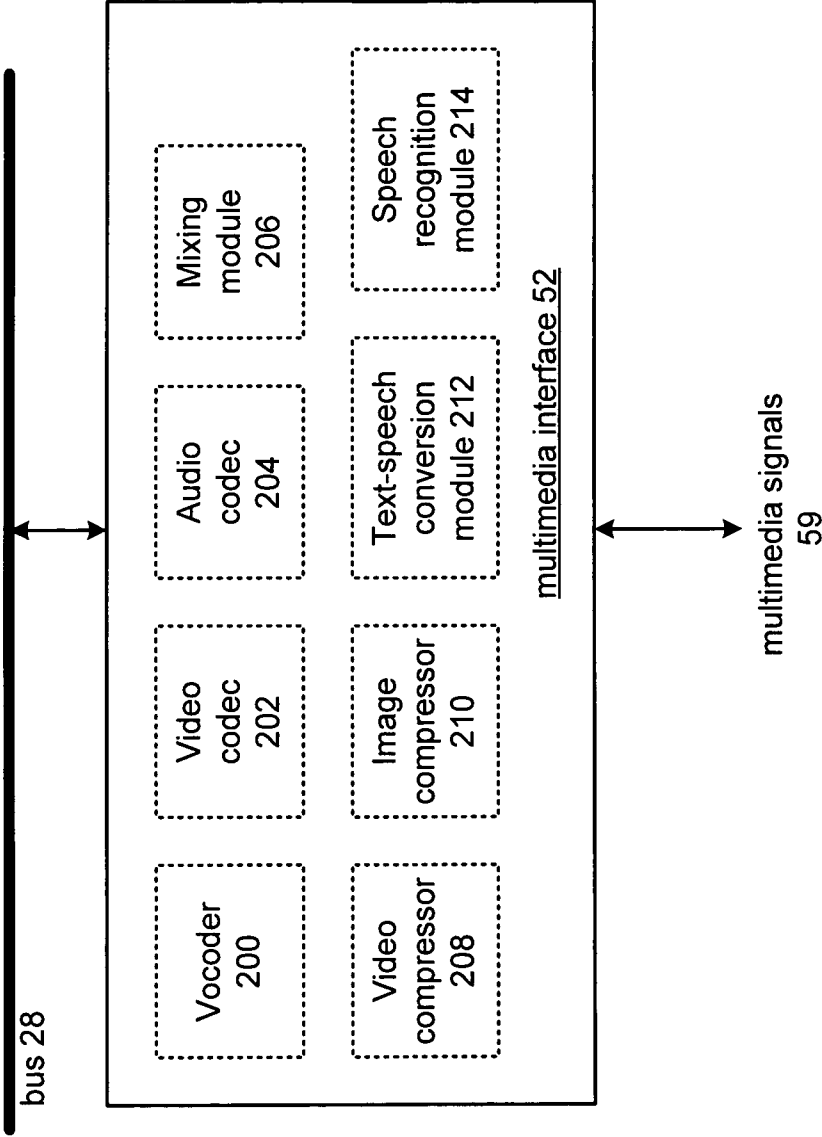 bus 28
Vocoder
200
Video
codec
202
Audio
codec
204
Mixing
module
206
Video
compressor
208
Image
compressor
210
Text-speech
conversion
module 212
Speech
recognition
module 214
multimedia interface 52
multimedia signals
59